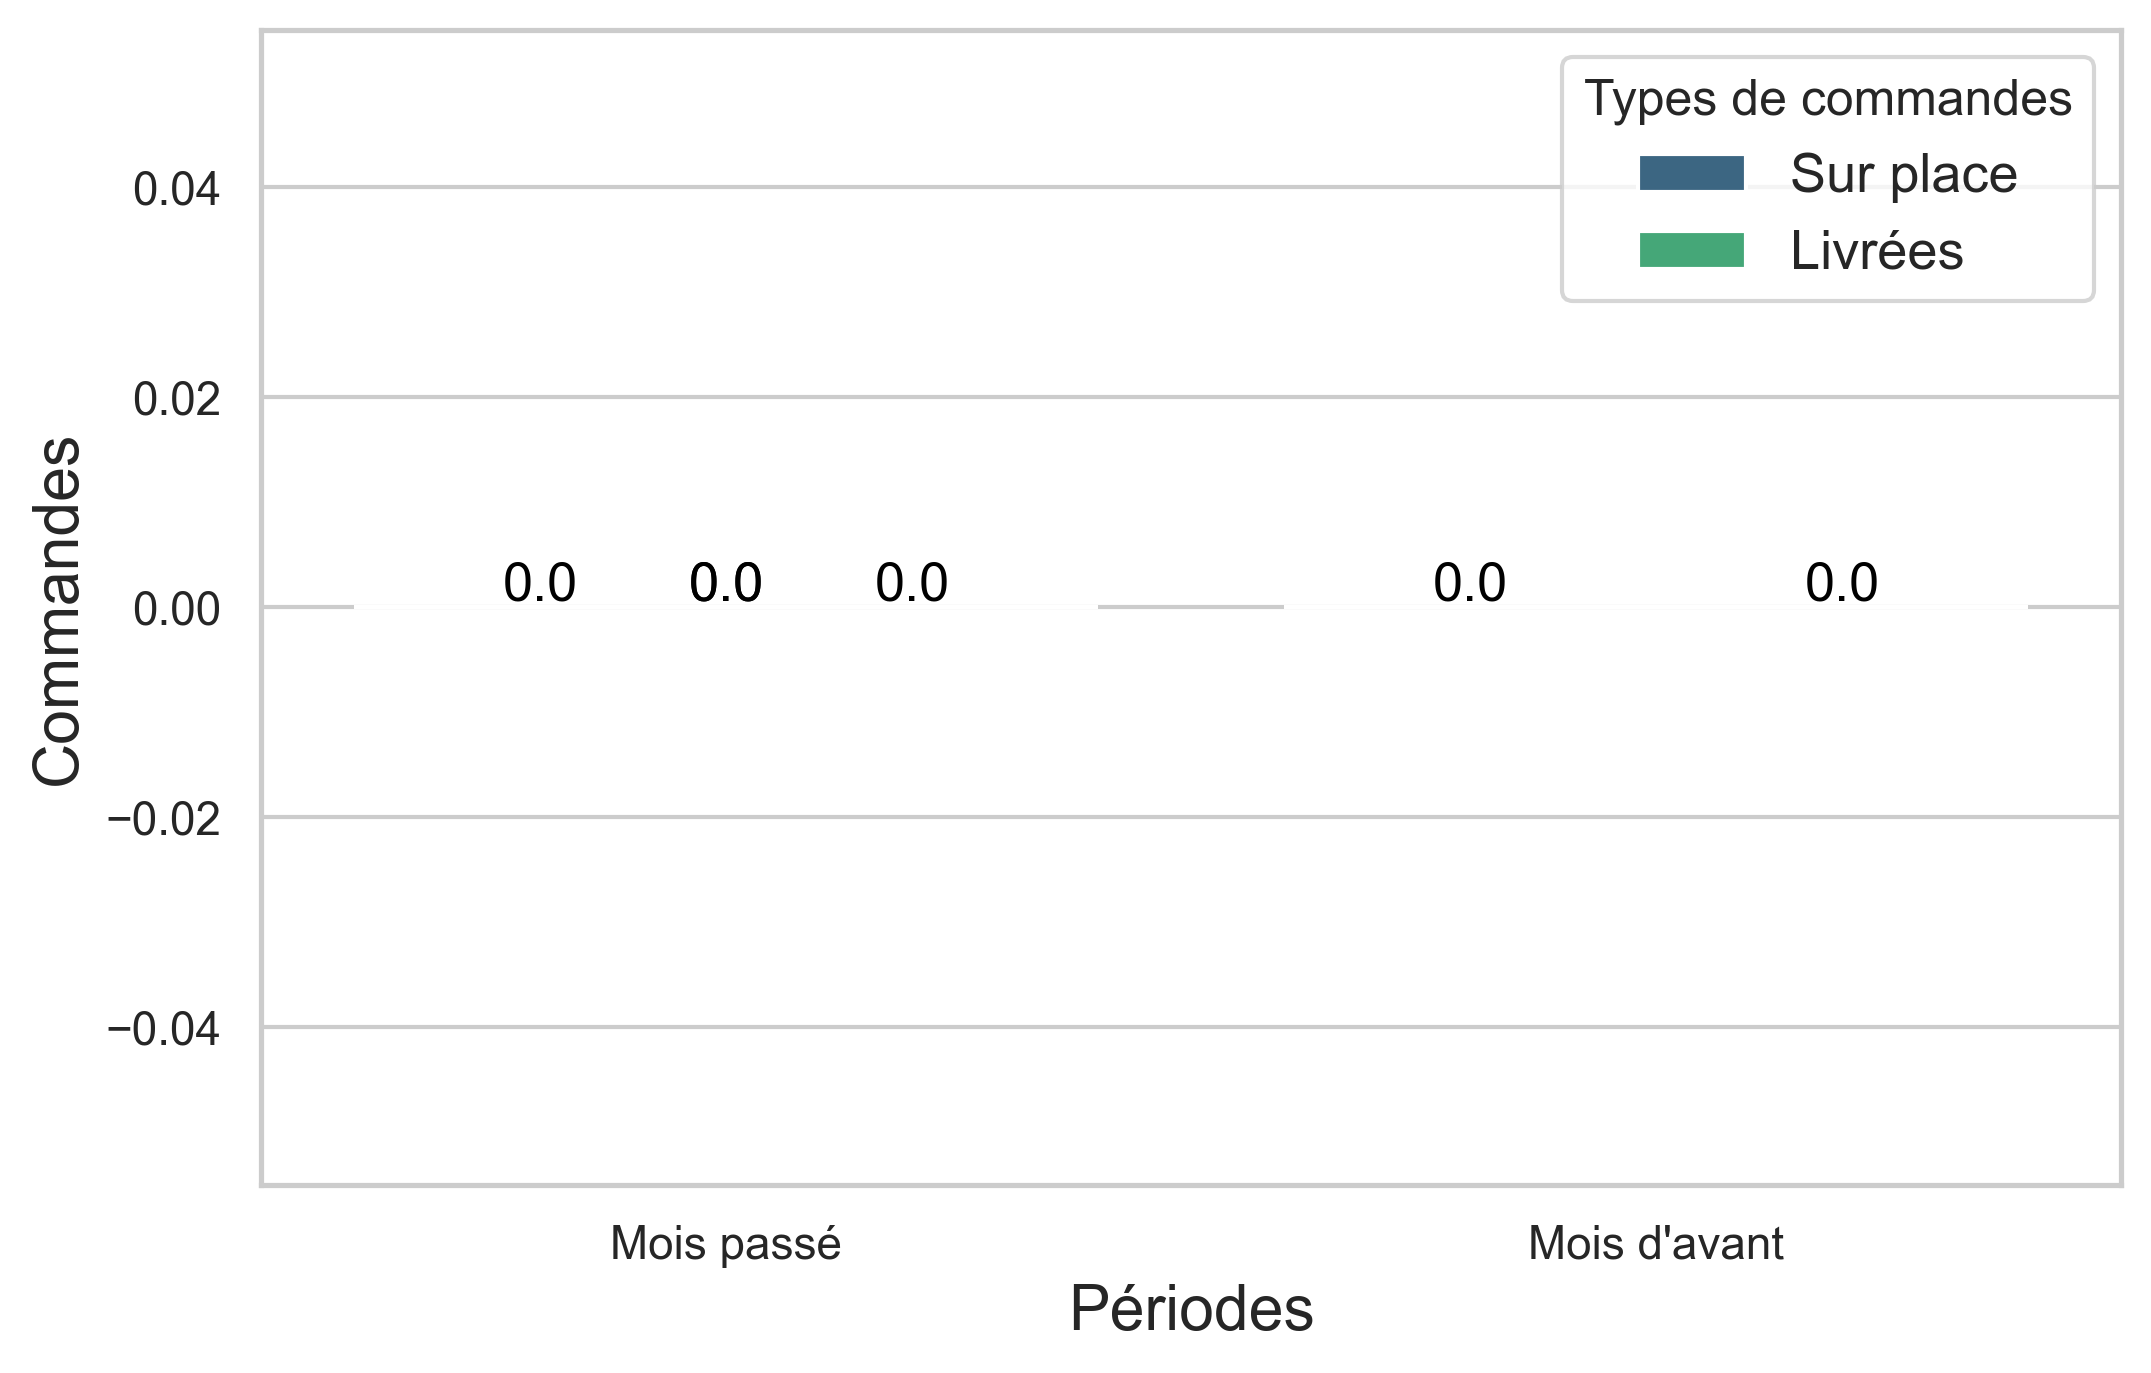 Types de commandes
Sur place
Livrées
Commandes
0.04
0.02
0.00
−0.02
−0.04
0.0 0.0 0.0 0.0 0.0
Mois passé Mois d'avant
Périodes